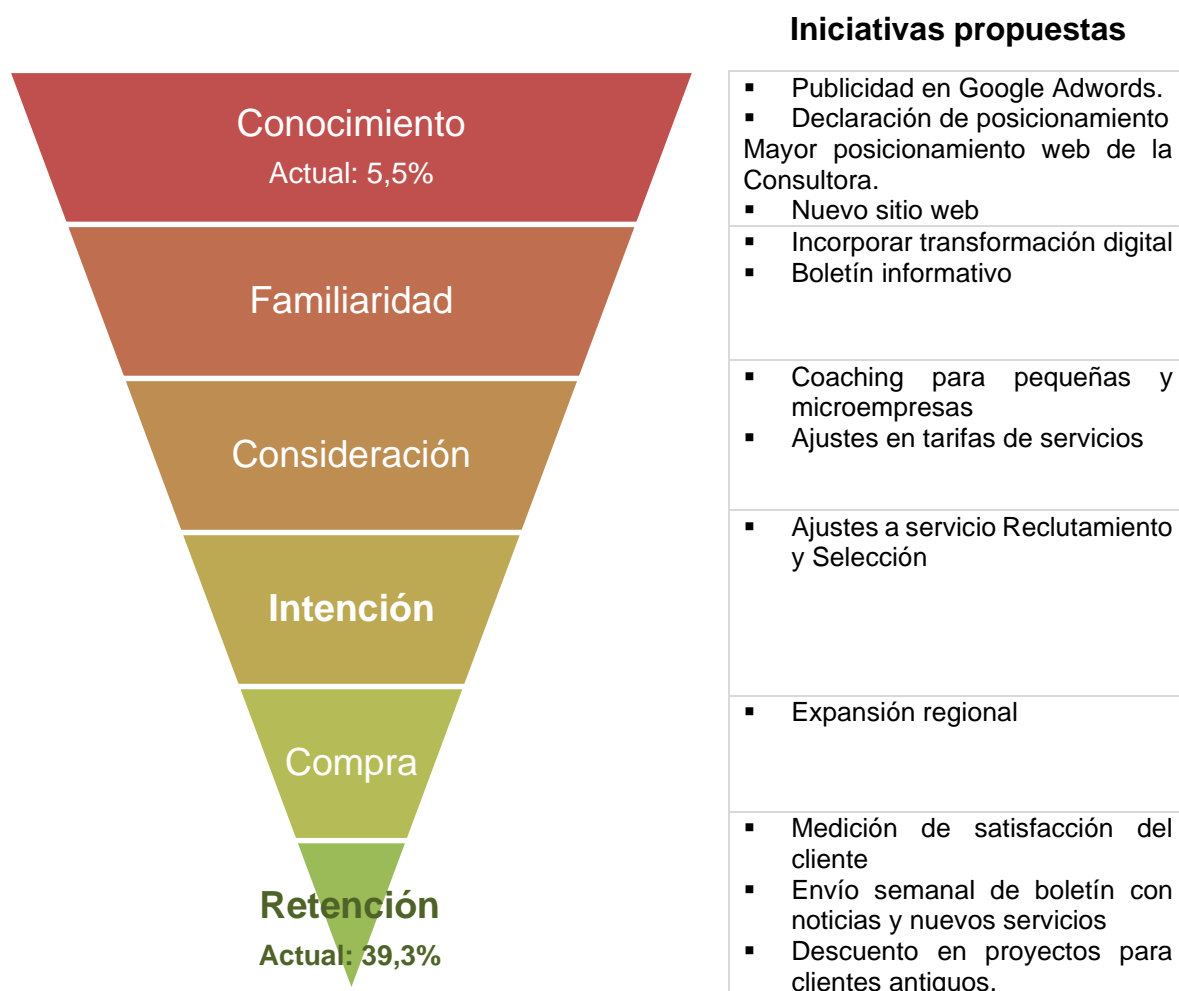 Iniciativas propuestas
Conocimiento
Actual: 5,5%
▪ Publicidad en Google Adwords.
▪ Declaración de posicionamiento
Mayor posicionamiento web de la
Consultora.
▪ Nuevo sitio web
Familiaridad
▪ Incorporar transformación digital
▪ Boletín informativo
Consideración
▪ Coaching para pequeñas y
microempresas
▪ Ajustes en tarifas de servicios
Intención
▪ Ajustes a servicio Reclutamiento
y Selección
Compra
▪ Expansión regional
Retención
Actual: 39,3%
▪ Medición de satisfacción del
cliente
▪ Envío semanal de boletín con
noticias y nuevos servicios
▪ Descuento en proyectos para
clientes antiguos.